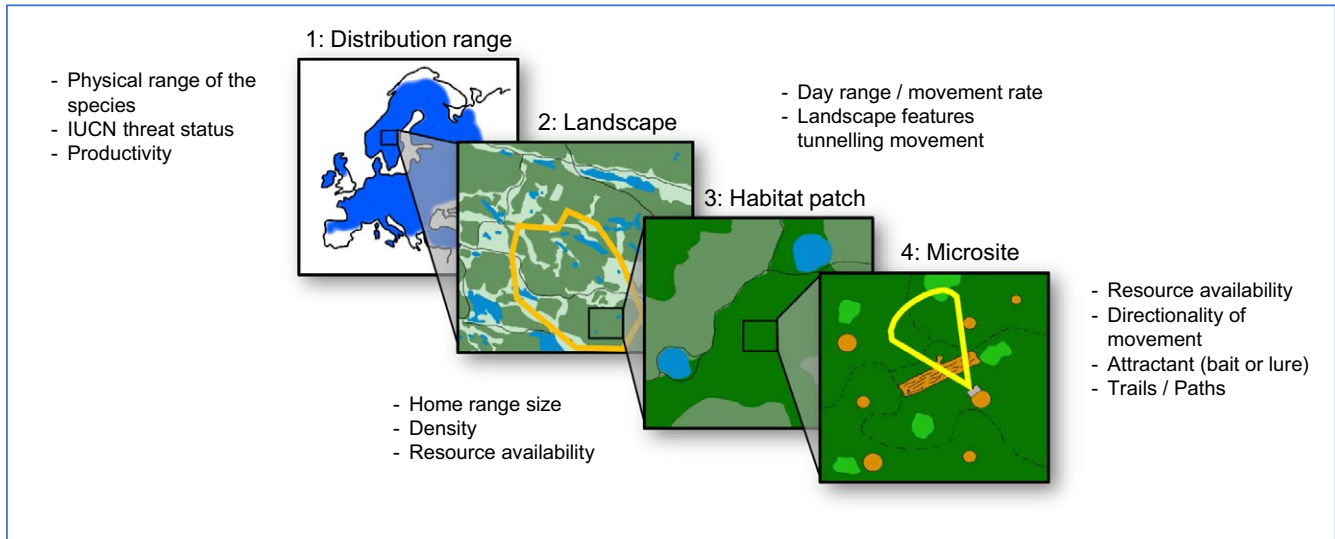 1: Distribution range
- Physical range of the
species
- IUCN threat status
- Productivity
2: Landscape
- Home range size
- Density
- Resource availability
3: Habitat patch
- Day range / movement rate
- Landscape features
tunnelling movement
4: Microsite
- Resource availability
- Directionality of
movement
- Attractant (bait or lure)
- Trails / Paths